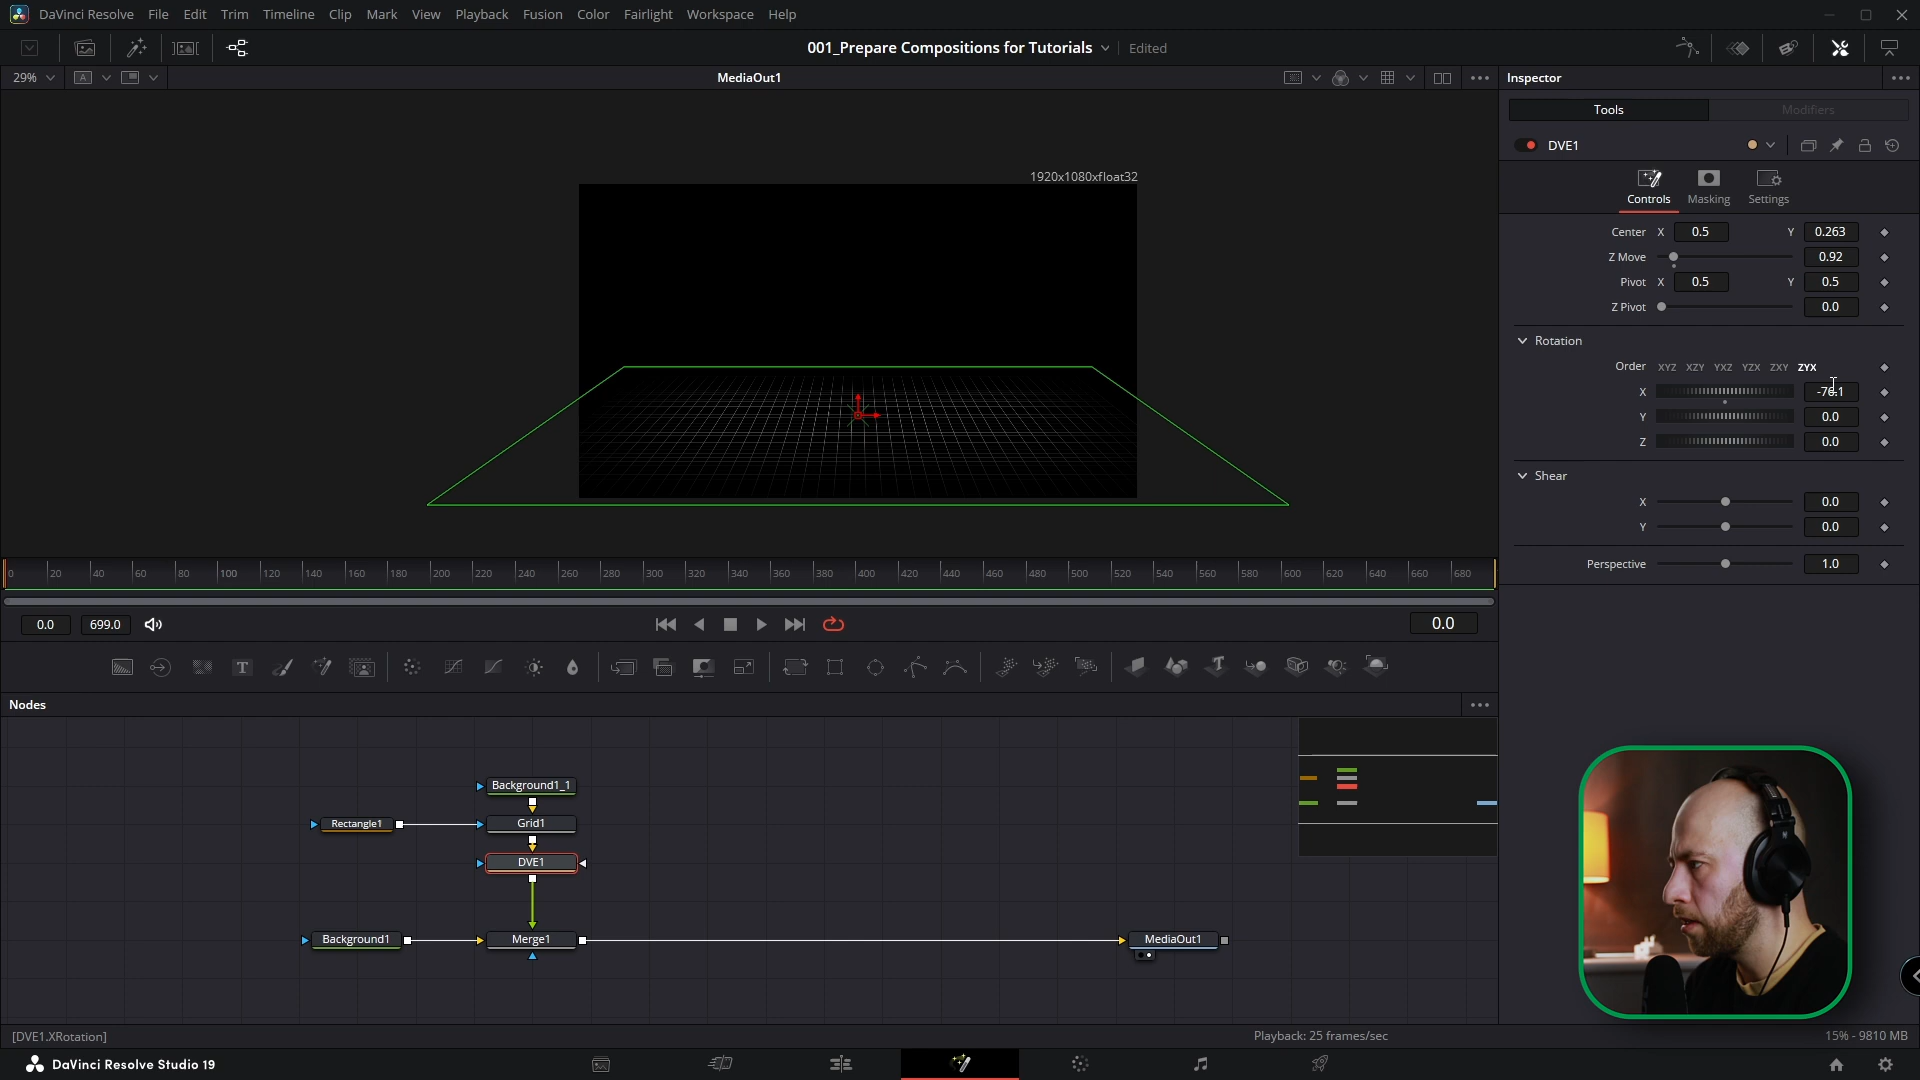 DaVinci Resolve File Edit Trim Timeline Clip Mark View Playback Fusion Color Fairlight Workspace Help
001_Prepare Compositions for Tutorials Edited
29% A MediaOut1 Inspector
Tools Modifiers
DVE1
1920x1080xfloat32
Controls Masking Settings
Center X 0.5 Y 0.263
Z Move 0.92
Pivot X 0.5 Y 0.5
Z Pivot 0.0
Rotation
Order XYZ XZY YXZ YZX ZXY ZYX
X -76.1
Y 0.0
Z 0.0
Shear
X 0.0
Y 0.0
Perspective 1.0
0 20 40 60 80 100 120 140 160 180 200 220 240 260 280 300 320 340 360 380 400 420 440 460 480 500 520 540 560 580 600 620 640 660 680
0.0 699.0 0.0
T
Nodes
Background1_1
Rectangle1 Grid1
DVE1
Background1 Merge1 MediaOut1
[DVE1.XRotation] Playback: 25 frames/sec 15% - 9810 MB
DaVinci Resolve Studio 19